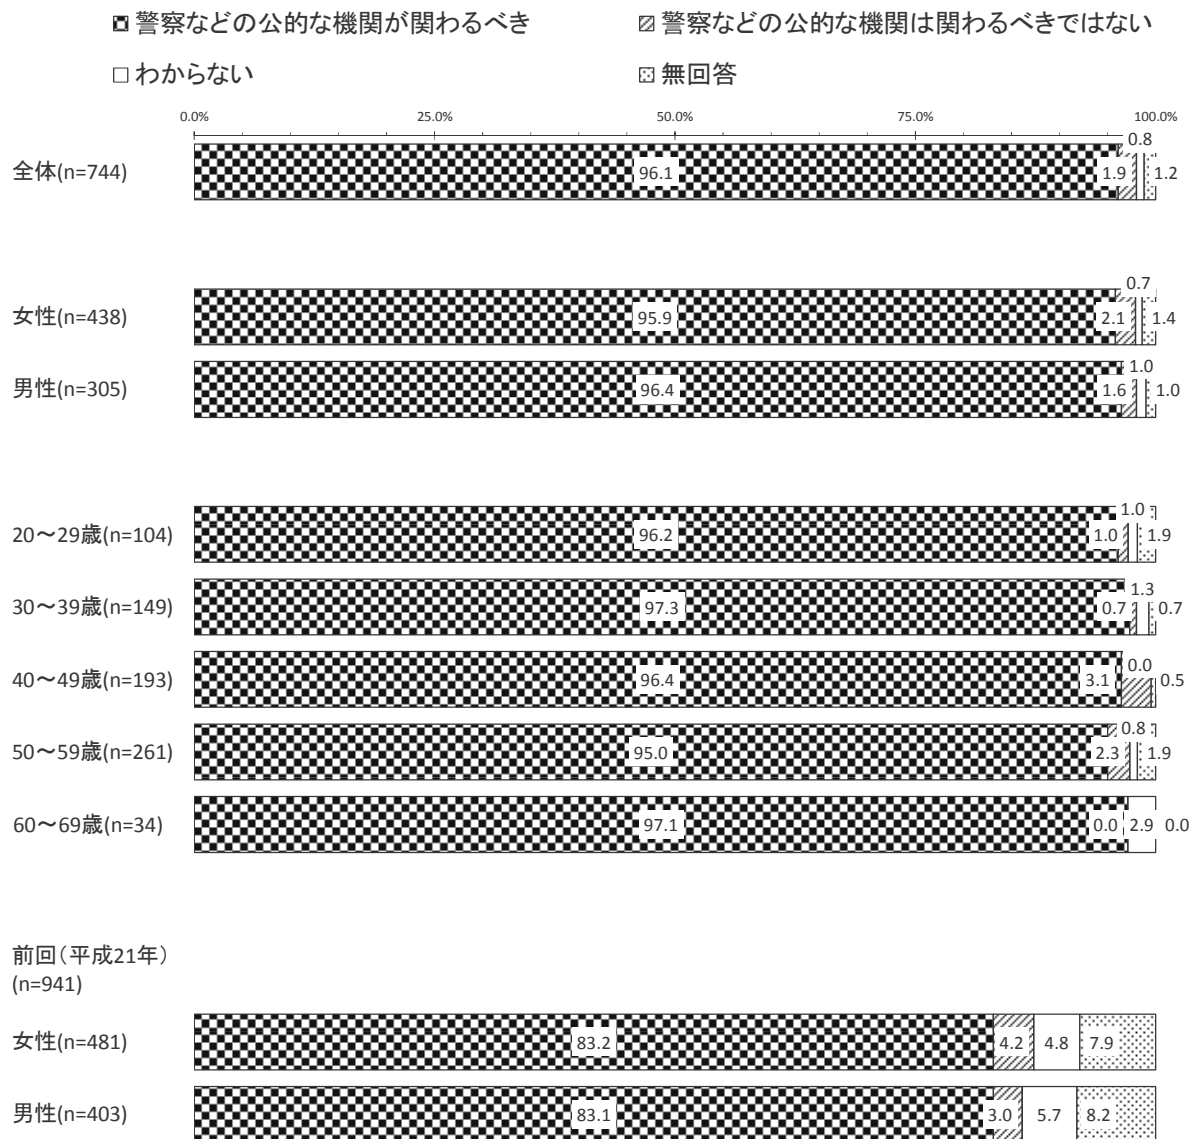 警察などの公的な機関が関わるべき 警察などの公的な機関は関わるべきではない
わからない 無回答
0.0% 25.0% 50.0% 75.0% 100.0%
0.8
全体(n=744) 96.1 1.9 1.2
0.7
女性(n=438) 95.9 2.1 1.4
1.0
男性(n=305) 96.4 1.6 1.0
1.0
20～29歳(n=104) 96.2 1.0 1.9
1.3
30～39歳(n=149) 97.3 0.7 0.7
0.0
40～49歳(n=193) 96.4 3.1 0.5
0.8
50～59歳(n=261) 95.0 2.3 1.9
60～69歳(n=34) 97.1 0.0 2.9 0.0
前回（平成21年）
(n=941)
女性(n=481) 83.2 4.2 4.8 7.9
男性(n=403) 83.1 3.0 5.7 8.2